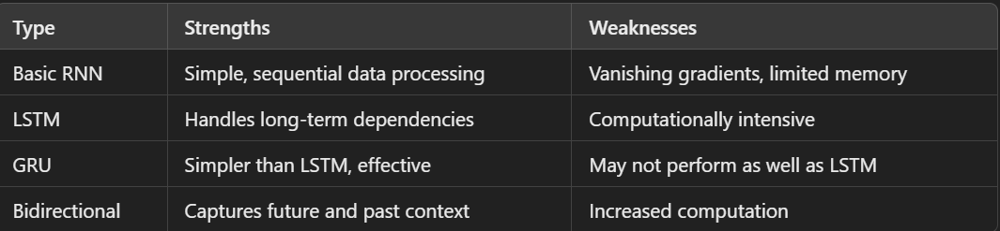 Type Strengths Weaknesses
Basic RNN Simple, sequential data processing Vanishing gradients, limited memory
LSTM Handles long-term dependencies Computationally intensive
GRU Simpler than LSTM, effective May not perform as well as LSTM
Bidirectional Captures future and past context Increased computation